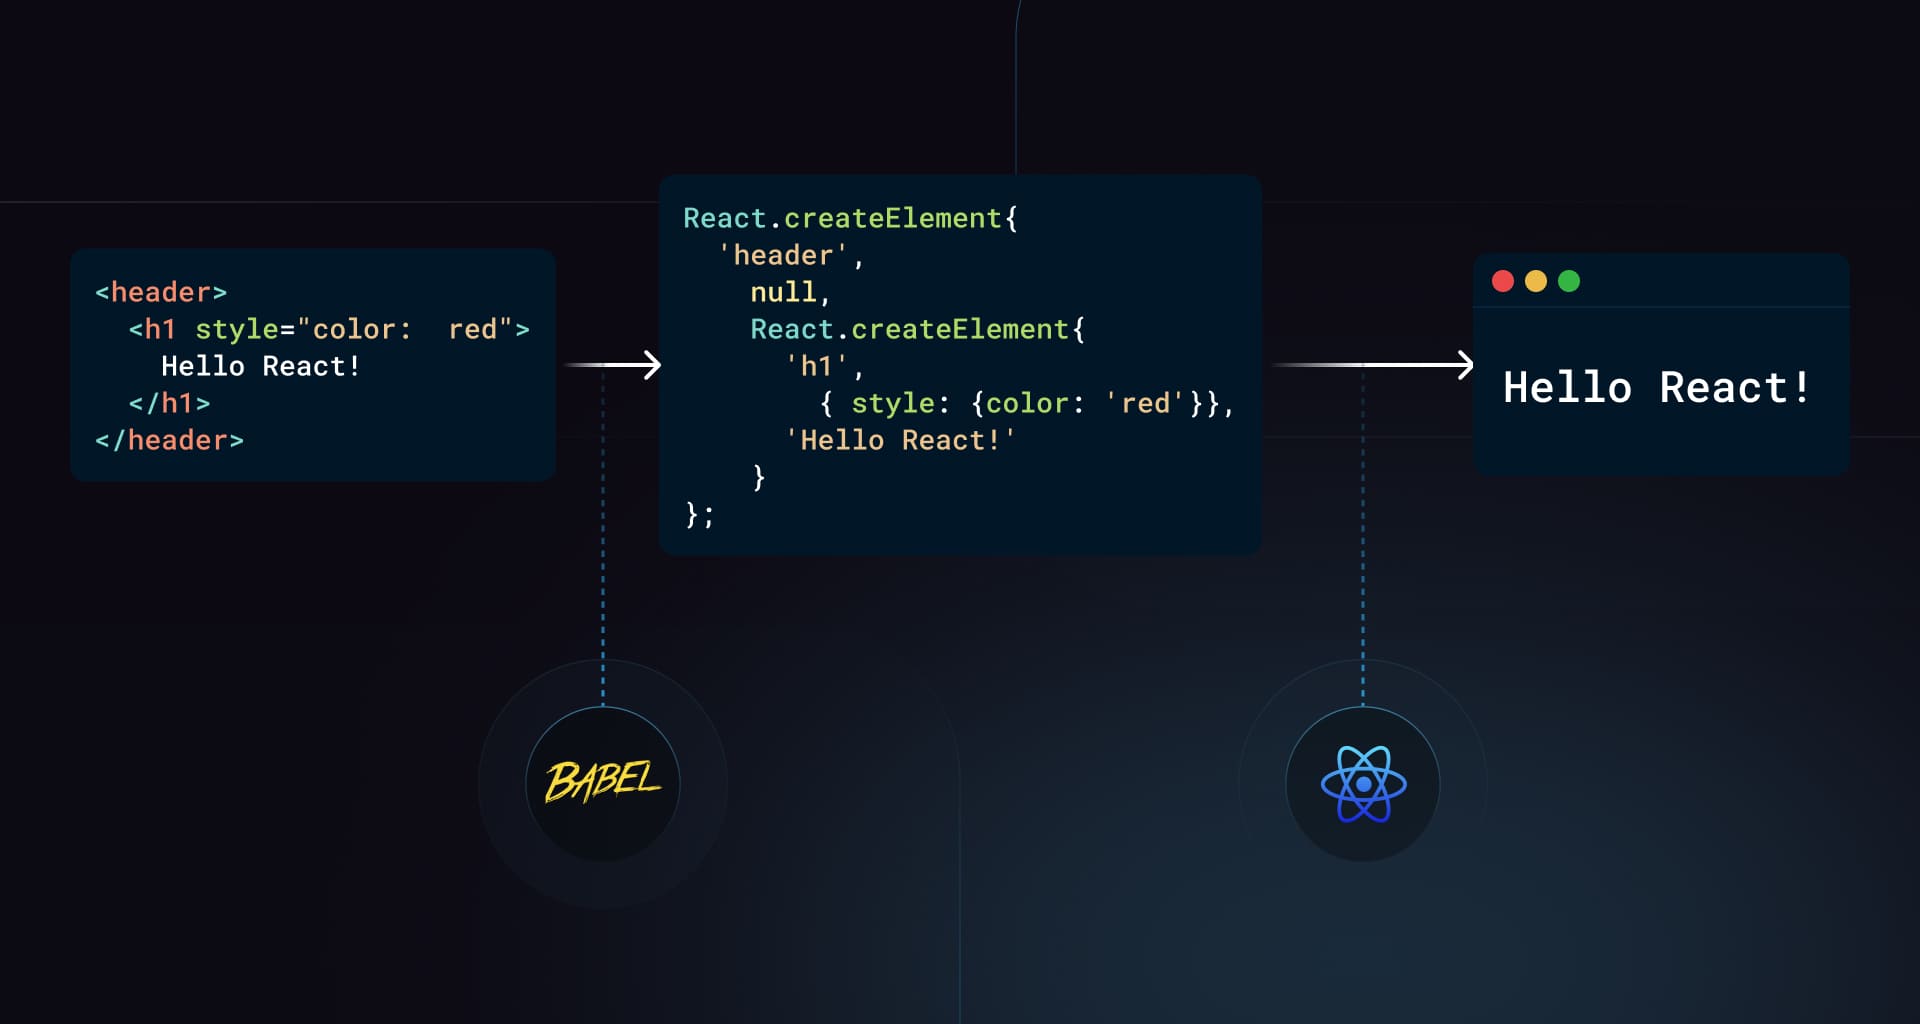 <header>
  <h1 style="color:  red">
    Hello React!
  </h1>
</header>
React.createElement{
  'header',
    null,
    React.createElement{
      'h1',
        { style: {color: 'red'}},
      'Hello React!'
    }
};
Hello React!
BABEL